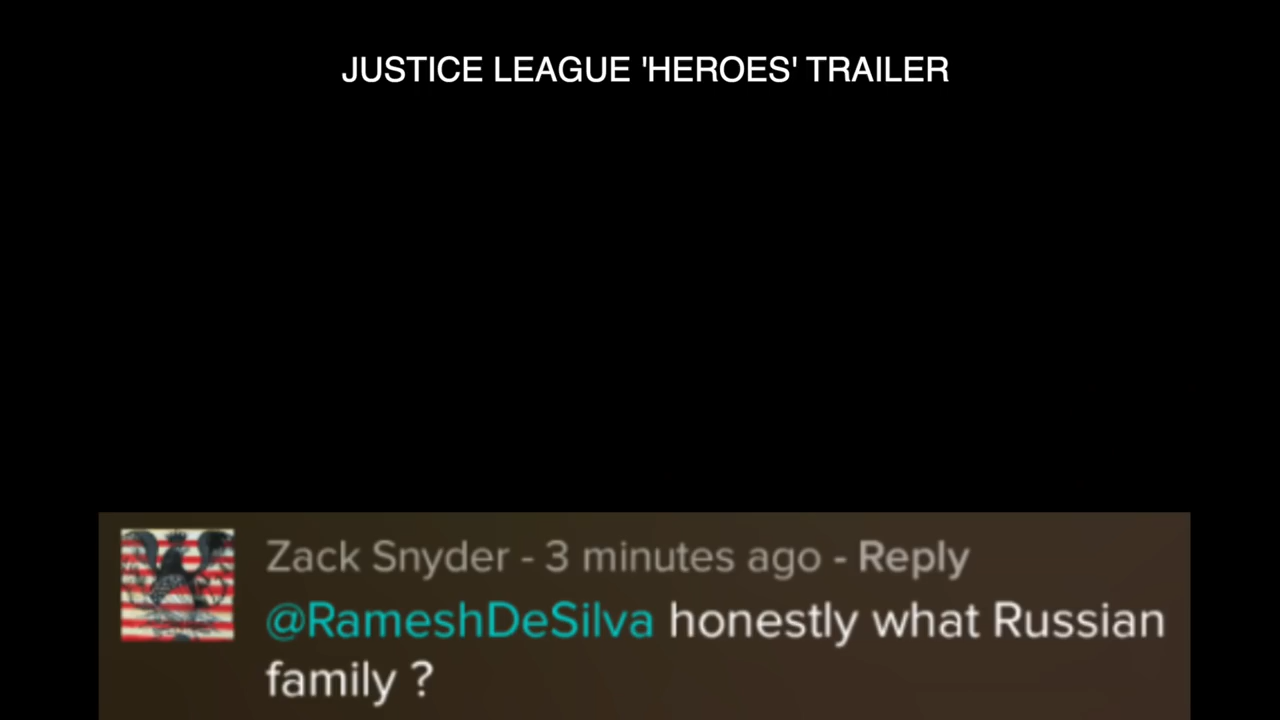 JUSTICE LEAGUE 'HEROES' TRAILER
Zack Snyder - 3 minutes ago - Reply
@RameshDeSilva honestly what Russian
family ?